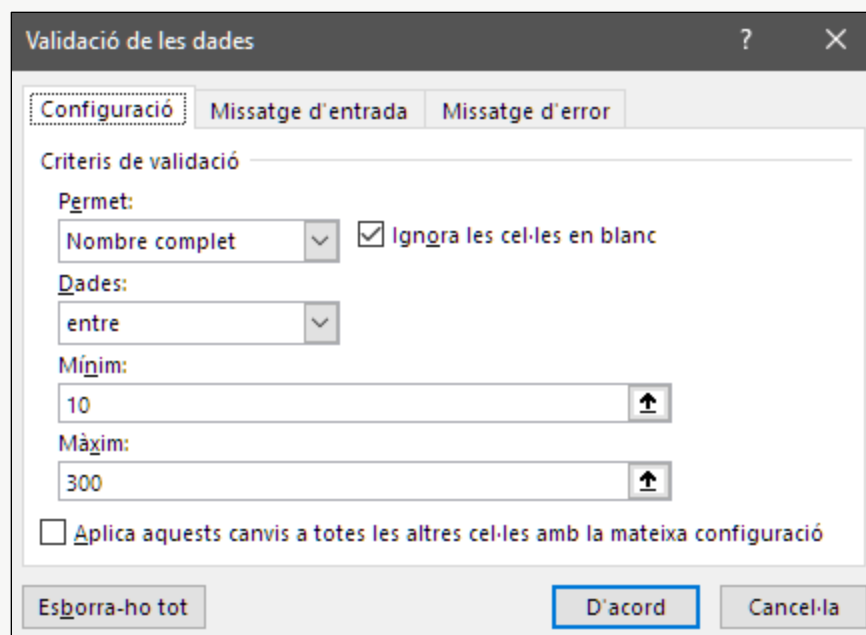 Validació de les dades ?
Configuració Missatge d'entrada Missatge d'error
Criteris de validació
Permet:
Nombre complet Ignora les cel·les en blanc
Dades:
entre
Mínim:
10
Màxim:
300
Aplica aquests canvis a totes les altres cel·les amb la mateixa configuració
Esborra-ho tot D'acord Cancel·la